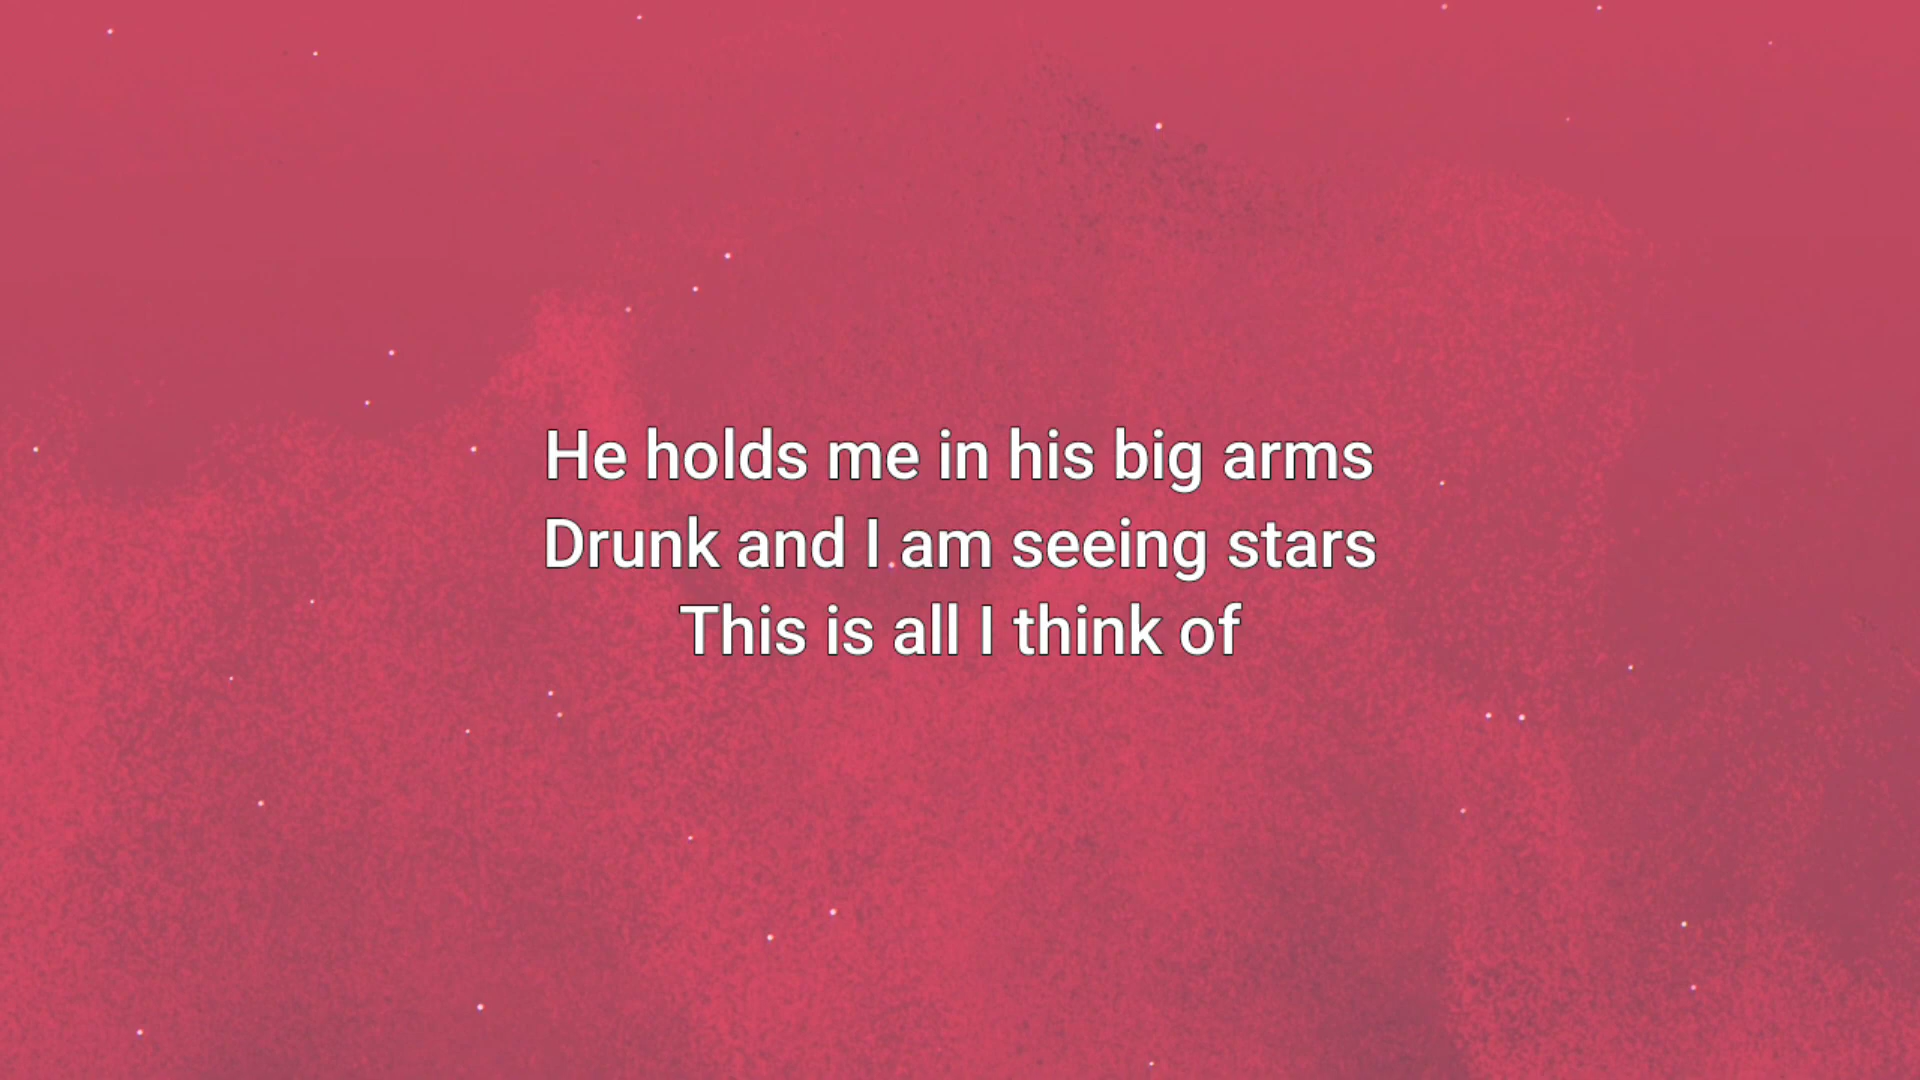 He holds me in his big arms
Drunk and I am seeing stars
This is all I think of